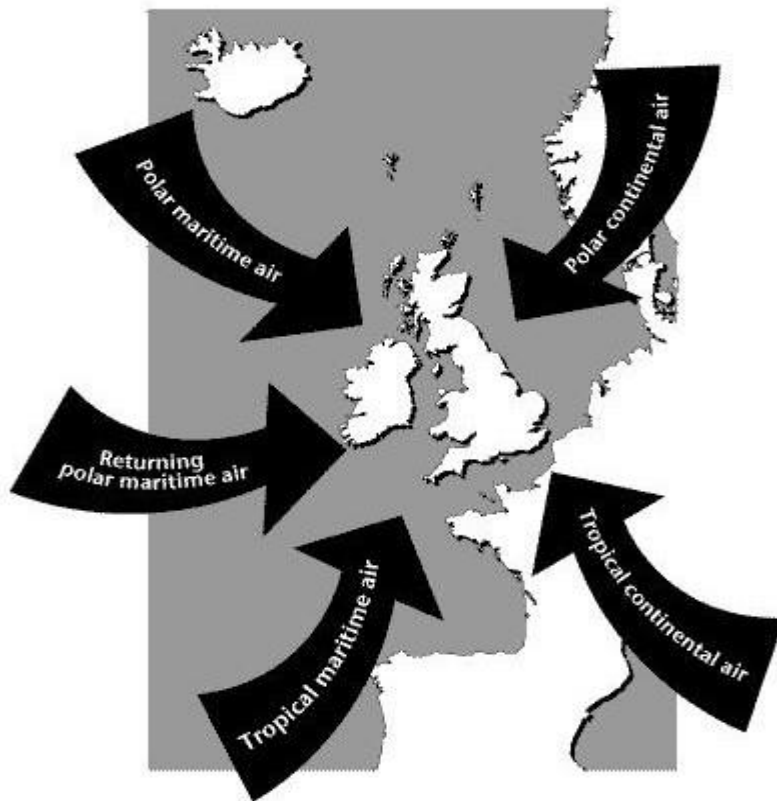 Polar maritime air
Polar continental air
Returning
polar maritime air
Tropical maritime air
Tropical continental air